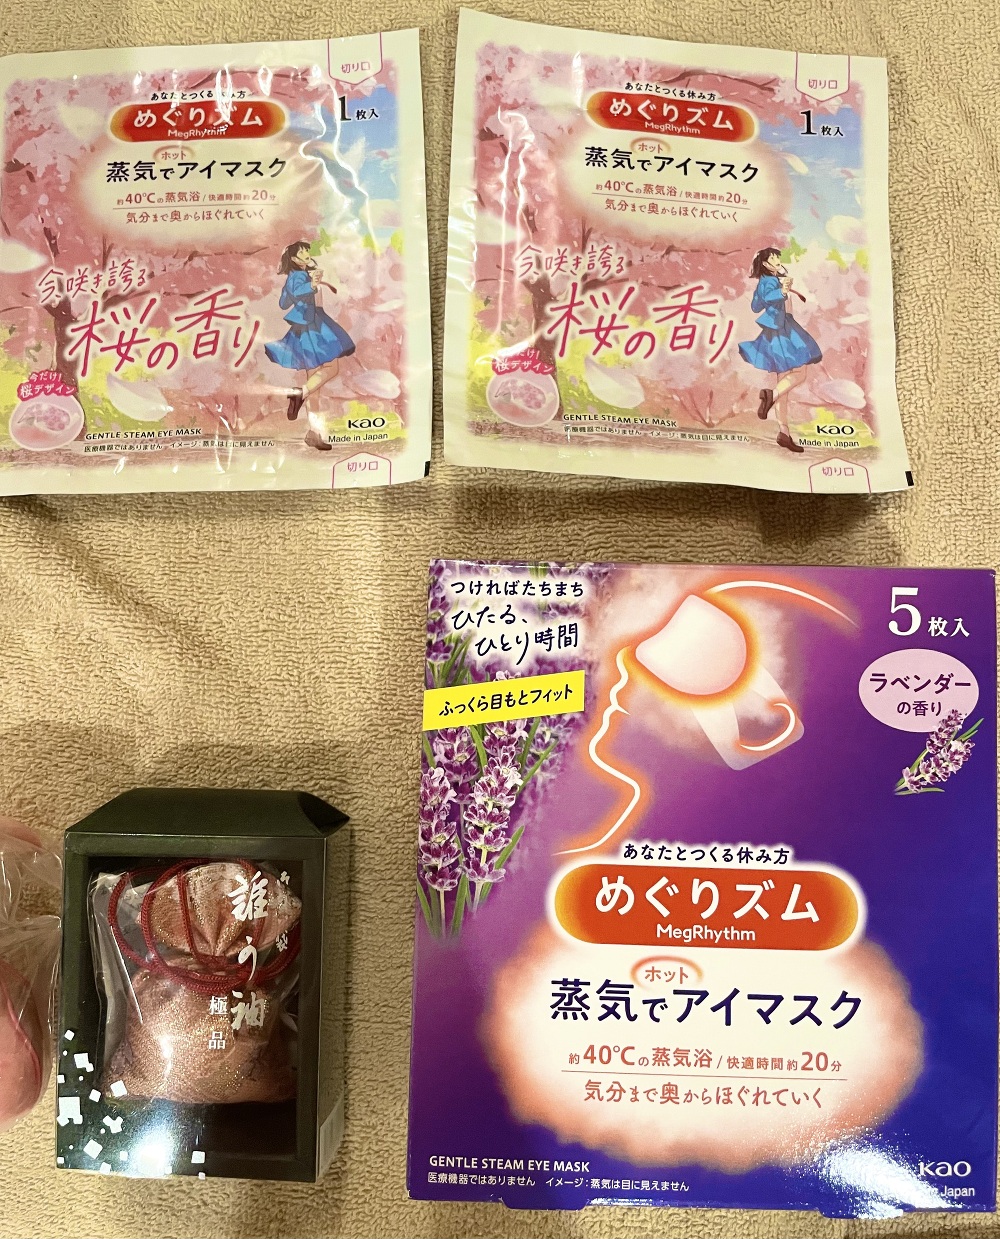 切り口
あなたとつくる休み方
めぐりズム
MegRhythm
1枚入
ホット
蒸気でアイマスク
約40℃の蒸気浴/快適時間約20分
気分まで奥からほぐれていく
今、咲き誇る
桜の香り
今だけ!
桜デザイン
GENTLE STEAM EYE MASK
医療機器ではありません イメージ:蒸気は目に見えません
Kao
Made in Japan
切り口
切り口
あなたとつくる休み方
めぐりズム
MegRhythm
1枚入
ホット
蒸気でアイマスク
約40℃の蒸気浴/快適時間約20分
気分まで奥からほぐれていく
今、咲き誇る
桜の香り
だけ!
桜デザイン
GENTLE STEAM EYE MASK
医療機器ではありません イメージ:蒸気は目に見えません
Kao
Made in Japan
切り口
つければたちまち
ひたる、
ひとり時間
ふっくら目もとフィット
5枚入
ラベンダー
の香り
あなたとつくる休み方
めぐりズム
MegRhythm
ホット
蒸気でアイマスク
約40℃の蒸気浴/快適時間約20分
気分まで奥からほぐれていく
GENTLE STEAM EYE MASK
医療機器ではありません イメージ:蒸気は目に見えません
Kao
Japan
誰う袖
極品